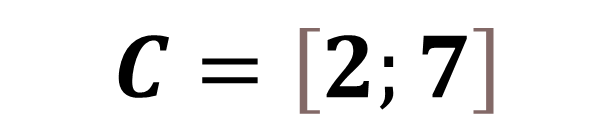 C = [2; 7]